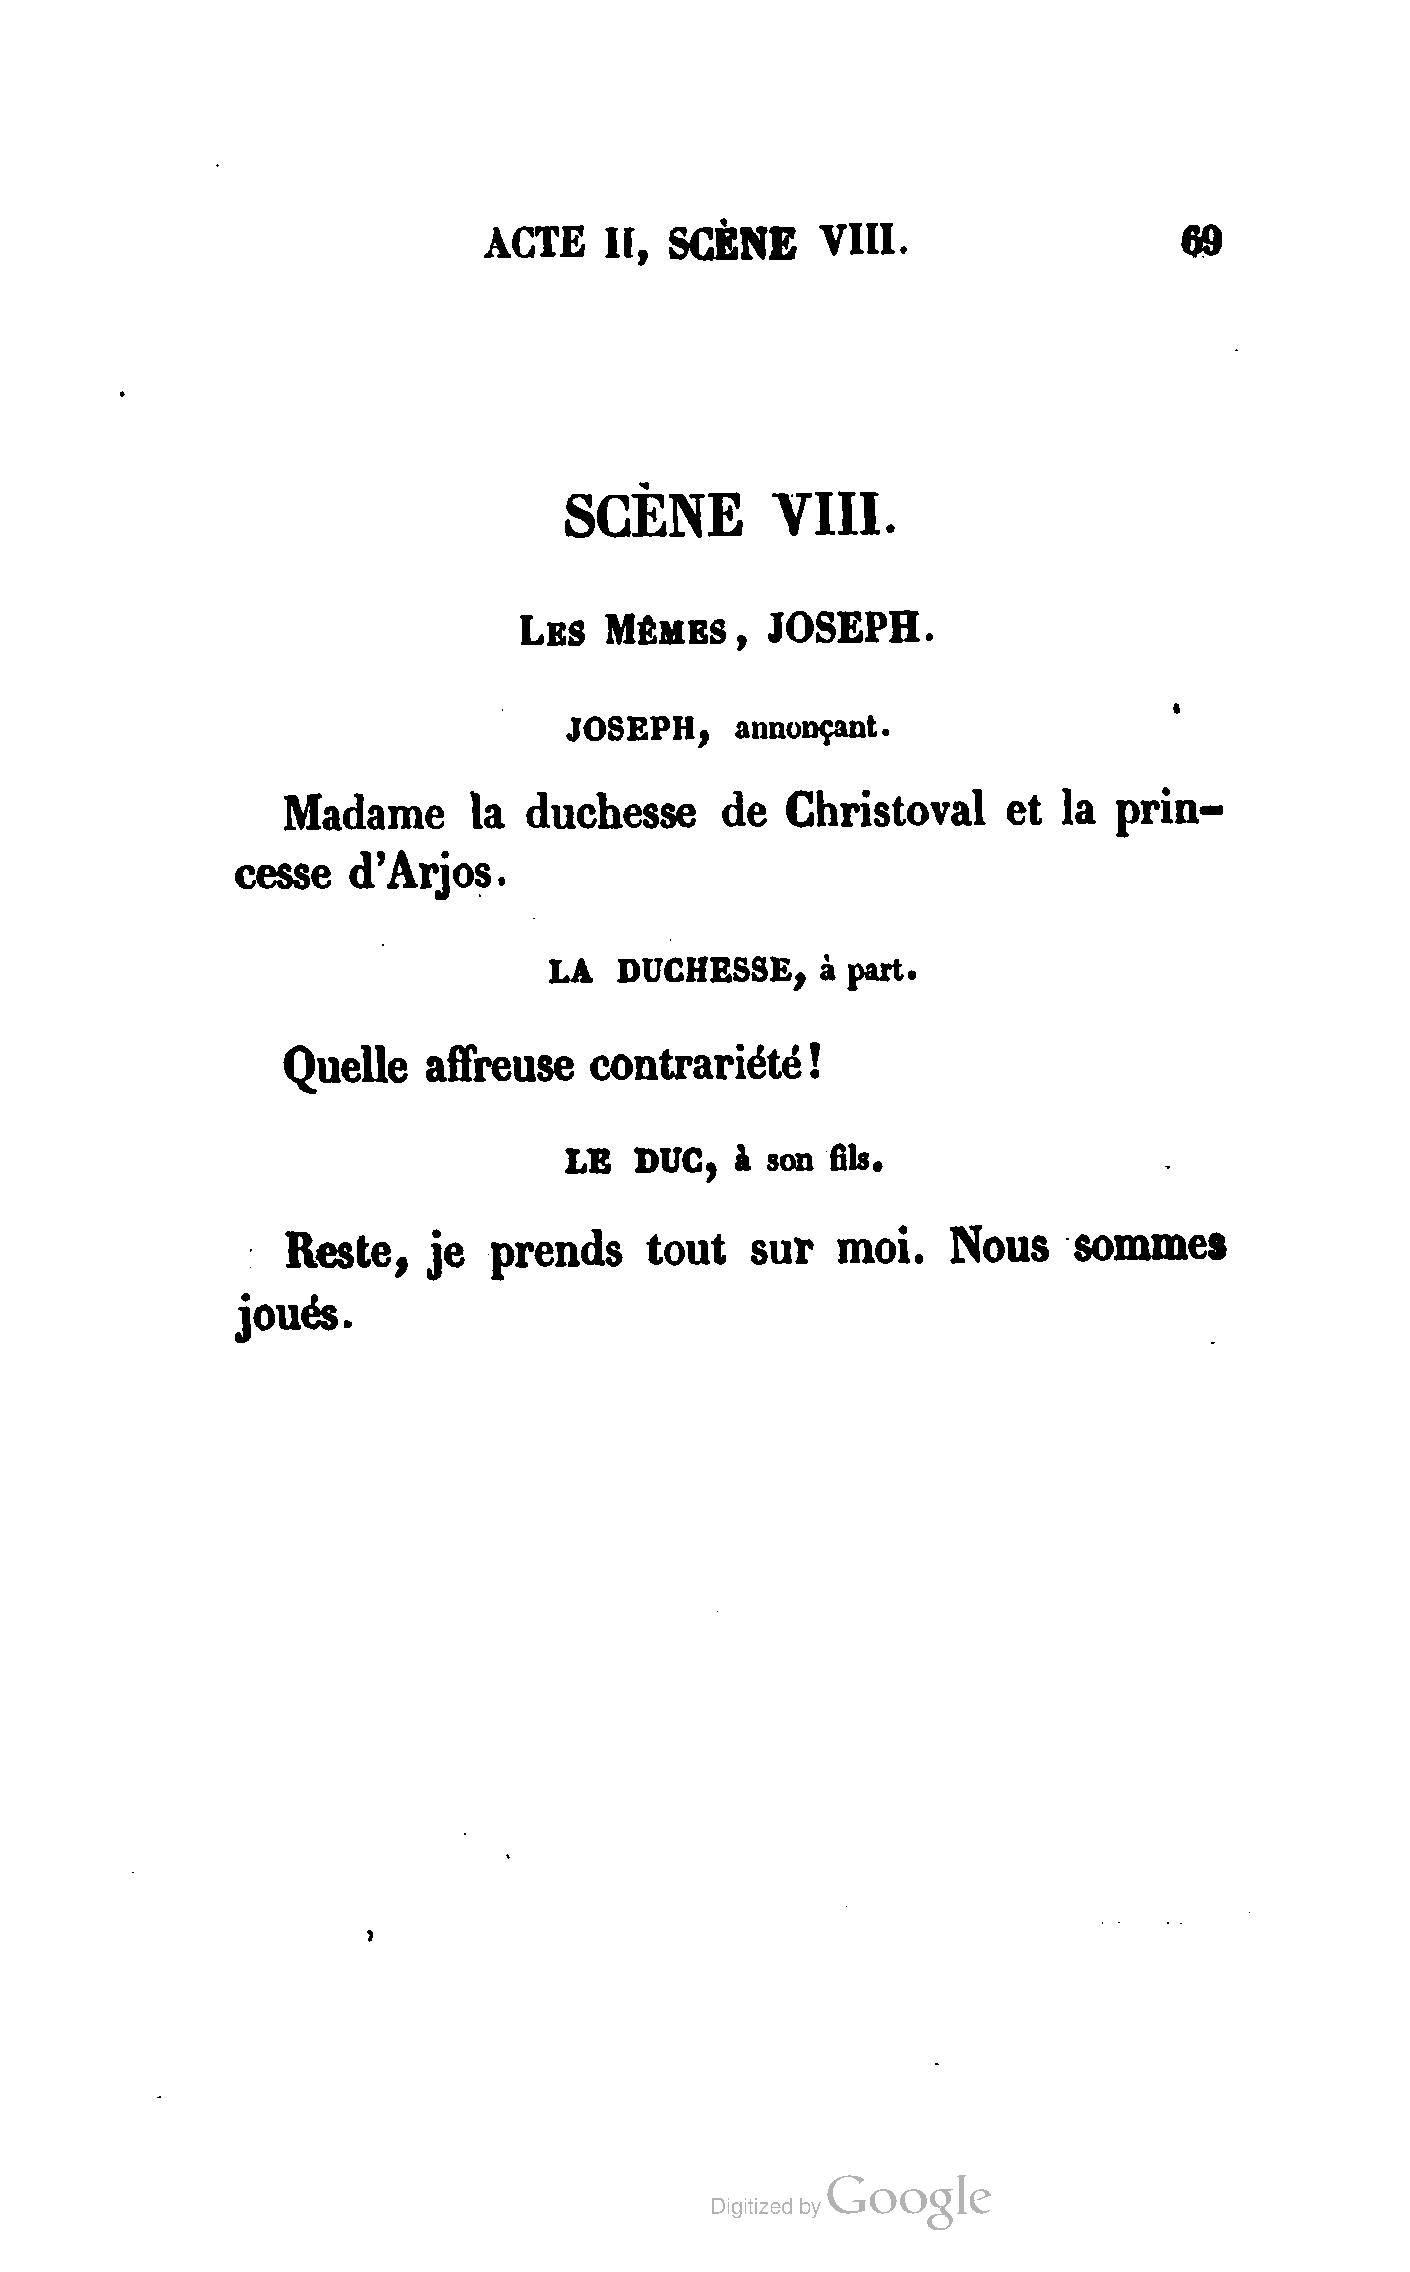 ACTE II, SCÈNE VIII. 69
SCÈNE VIII.
LES MÊMES, JOSEPH.
JOSEPH, annonçant.
Madame la duchesse de Christoval et la prin-
cesse d'Arjos.
LA DUCHESSE, à part.
Quelle affreuse contrariété!
LE DUC, à son fils.
Reste, je prends tout sur moi. Nous sommes
joués.
Digitized by Google